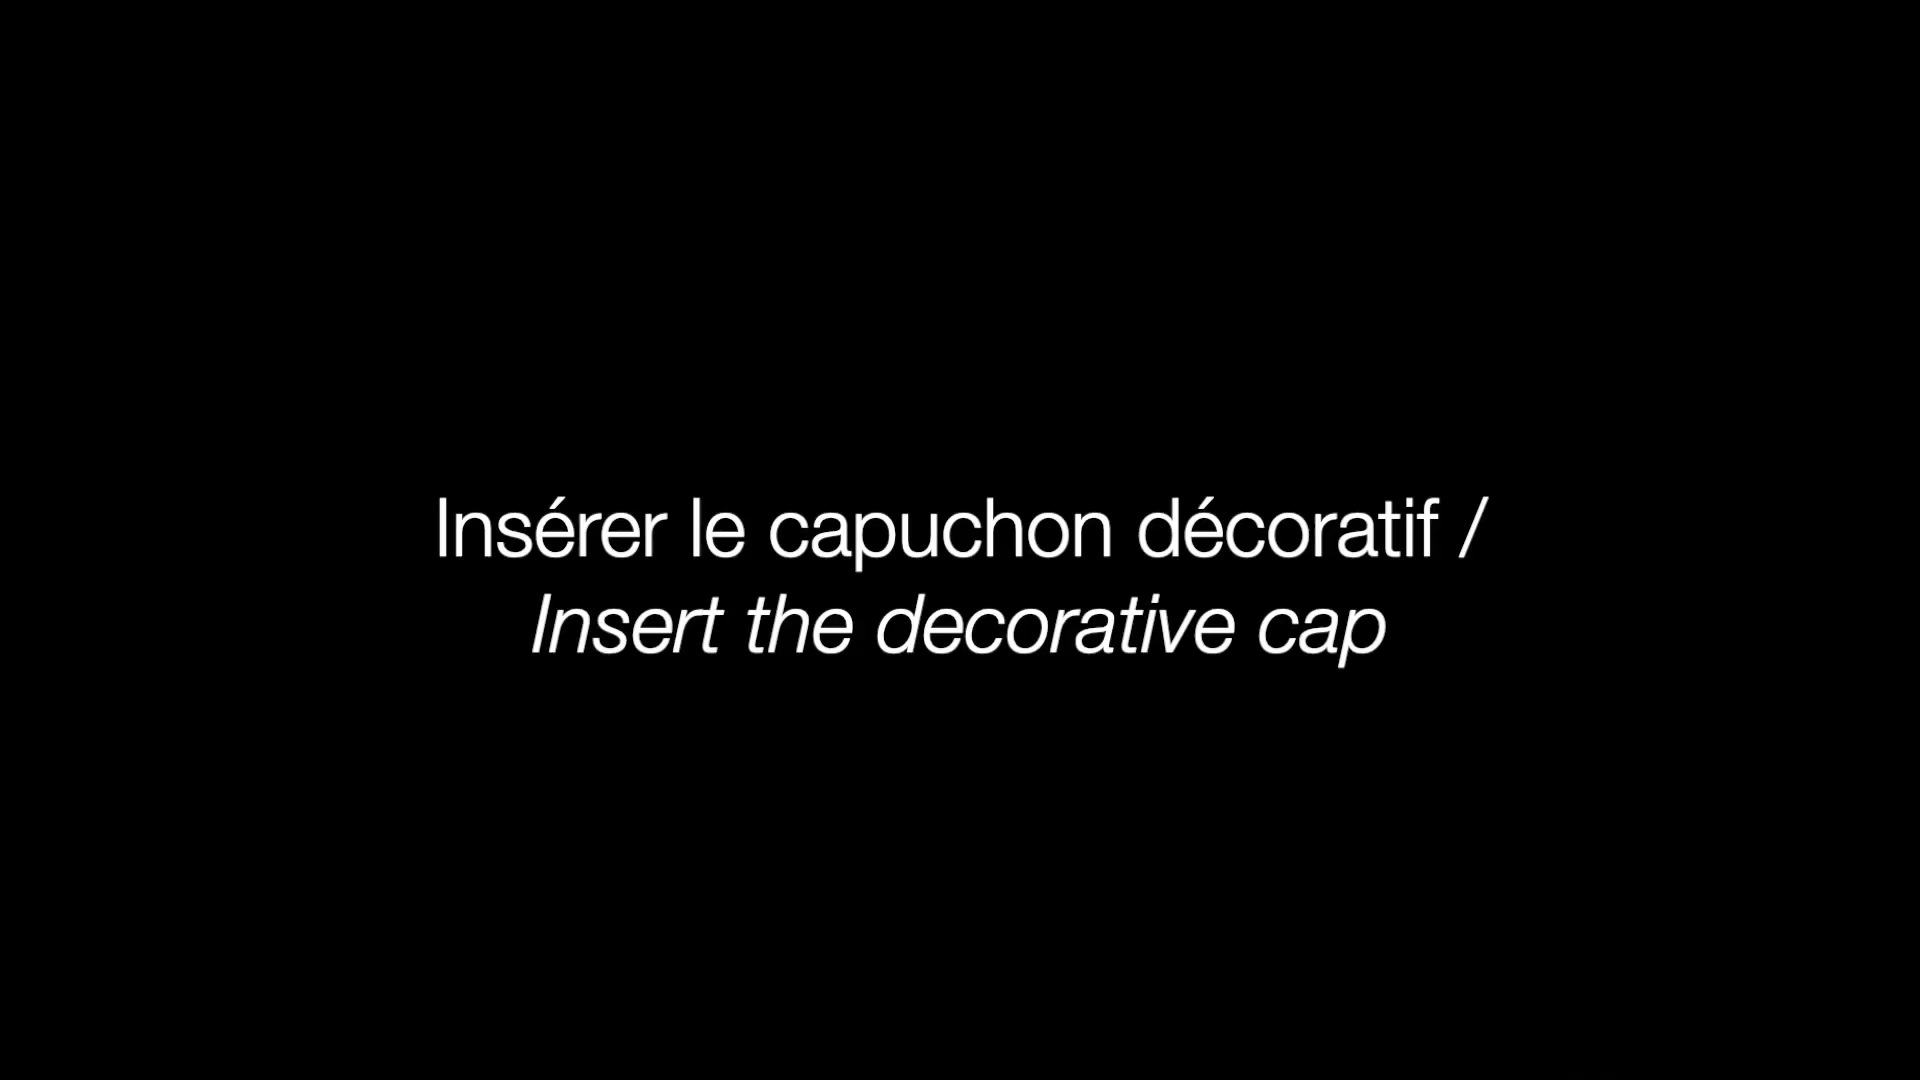 Insérer le capuchon décoratif /
Insert the decorative cap